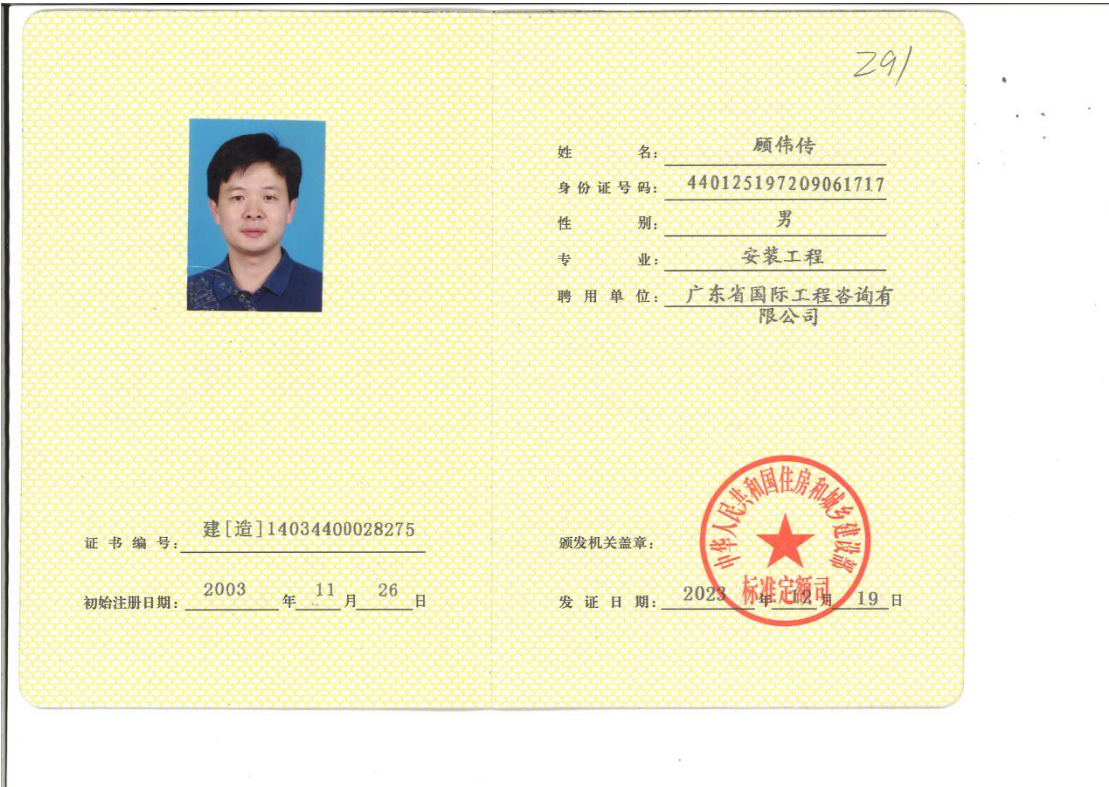 291
姓 名: 顾伟传
身份证号码: 440125197209061717
性 别: 男
专 业: 安装工程
聘用单位: 广东省国际工程咨询有
限公司
证书编号: 建[造]14034400028275
初始注册日期: 2003 年 11 月 26 日
颁发机关盖章:
中华人民共和国住房和城乡建设部
标准定额司
发证日期: 2023 年 12 月 19 日